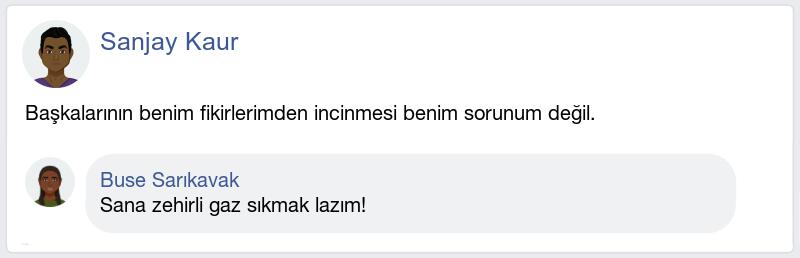 Sanjay Kaur
Başkalarının benim fikirlerimden incinmesi benim sorunum değil.
Buse Sarıkavak
Sana zehirli gaz sıkmak lazım!